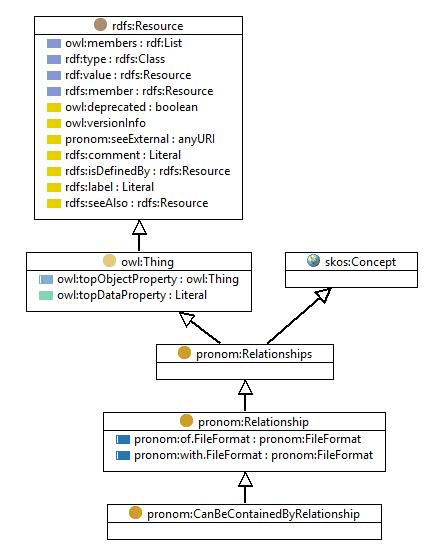 rdfs:Resource
owl:members : rdf:List
rdf:type : rdfs:Class
rdf:value : rdfs:Resource
rdfs:member : rdfs:Resource
owl:deprecated : boolean
owl:versionInfo
pronom:seeExternal : anyURI
rdfs:comment : Literal
rdfs:isDefinedBy : rdfs:Resource
rdfs:label : Literal
rdfs:seeAlso : rdfs:Resource
owl:Thing
owl:topObjectProperty : owl:Thing
owl:topDataProperty : Literal
skos:Concept
pronom:Relationships
pronom:Relationship
pronom:of.FileFormat : pronom:FileFormat
pronom:with.FileFormat : pronom:FileFormat
pronom:CanBeContainedByRelationship